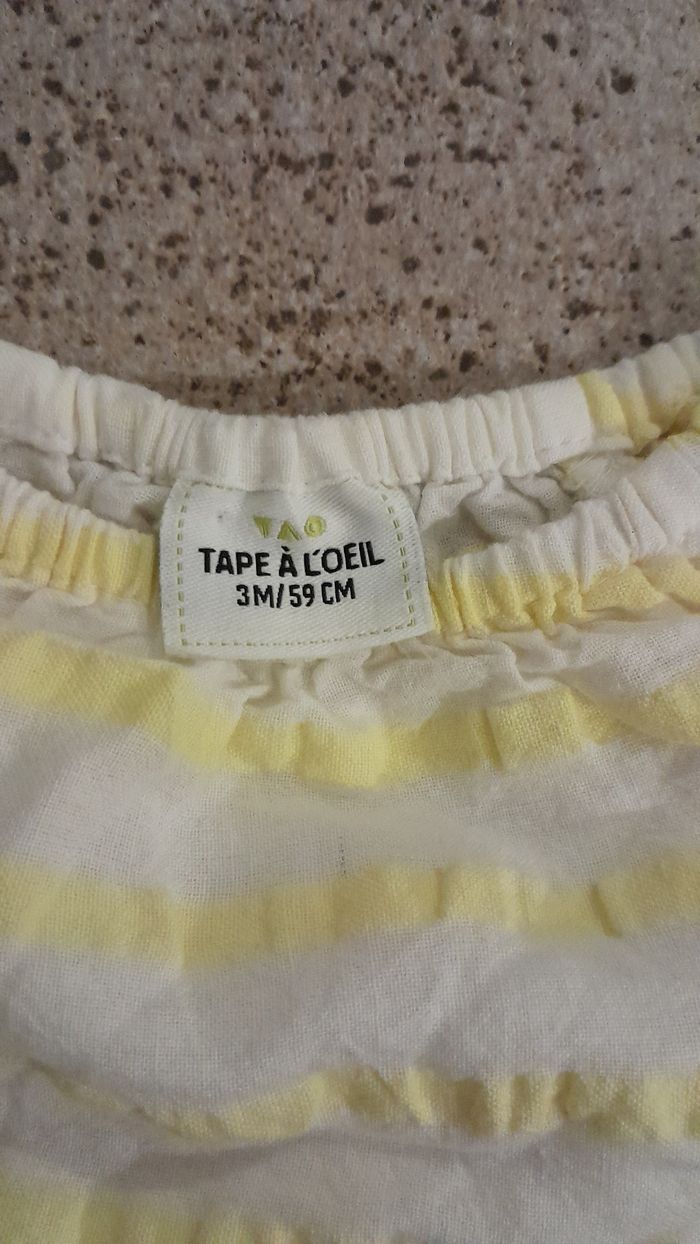 TAO
TAPE À L'OEIL
3M/59 CM